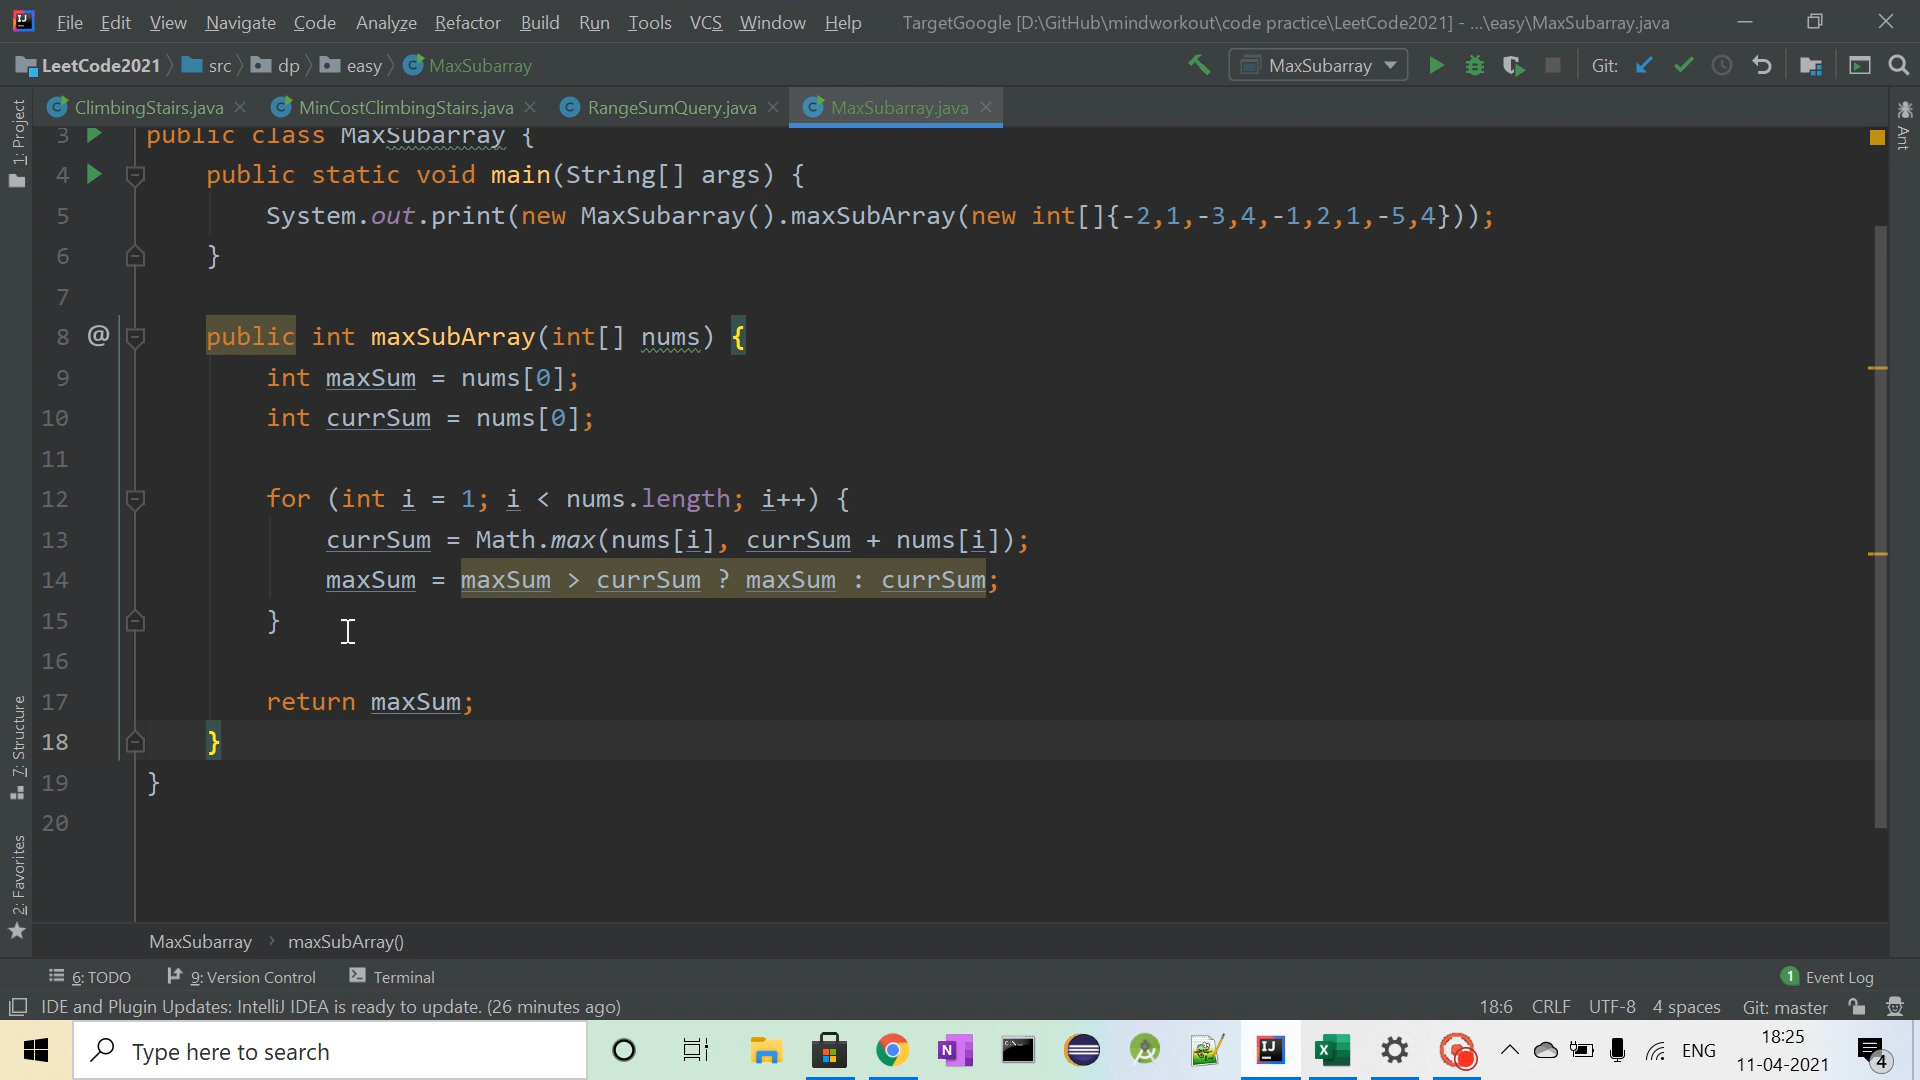 File Edit View Navigate Code Analyze Refactor Build Run Tools VCS Window Help TargetGoogle [D:\GitHub\mindworkout\code practice\LeetCode2021] - ...\easy\MaxSubarray.java
LeetCode2021 src dp easy MaxSubarray MaxSubarray Git:
ClimbingStairs.java MinCostClimbingStairs.java RangeSumQuery.java MaxSubarray.java
1: Project
Ant
3 public class MaxSubarray {
4 public static void main(String[] args) {
5 System.out.print(new MaxSubarray().maxSubArray(new int[]{-2,1,-3,4,-1,2,1,-5,4}));
6 }
7
8 @ public int maxSubArray(int[] nums) {
9 int maxSum = nums[0];
10 int currSum = nums[0];
11
12 for (int i = 1; i < nums.length; i++) {
13 currSum = Math.max(nums[i], currSum + nums[i]);
14 maxSum = maxSum > currSum ? maxSum : currSum;
15 }
16
17 return maxSum;
18 }
19 }
20
7: Structure
2: Favorites
MaxSubarray maxSubArray()
6: TODO 9: Version Control Terminal 1 Event Log
IDE and Plugin Updates: IntelliJ IDEA is ready to update. (26 minutes ago) 18:6 CRLF UTF-8 4 spaces Git: master
Type here to search ENG 18:25
11-04-2021 4